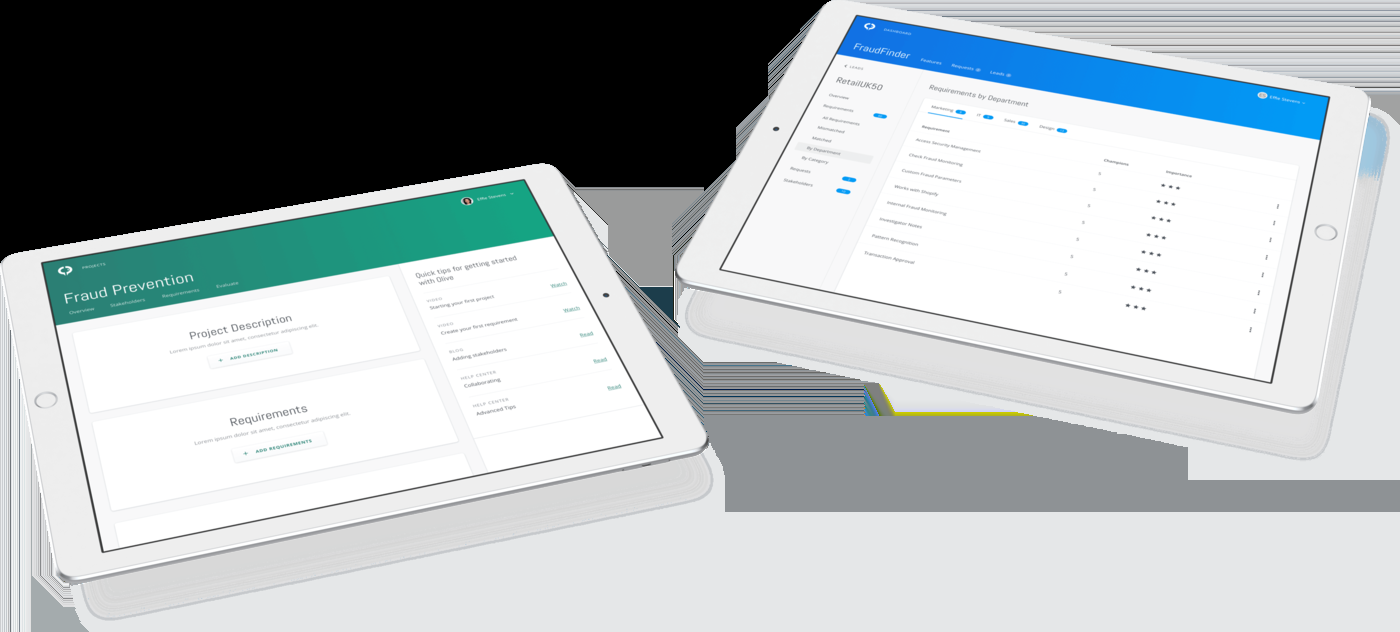 PROJECTS
Effie Stevens
Fraud Prevention
Overview Stakeholders Requirements Evaluate
Project Description
Lorem ipsum dolor sit amet, consectetur adipiscing elit.
+ ADD DESCRIPTION
Requirements
Lorem ipsum dolor sit amet, consectetur adipiscing elit.
+ ADD REQUIREMENTS
Quick tips for getting started
with Olive
VIDEO
Starting your first project Watch
VIDEO
Create your first requirement Watch
BLOG
Adding stakeholders Read
HELP CENTER
Collaborating Read
HELP CENTER
Advanced Tips Read
DASHBOARD
FraudFinder Features Requests Leads
Effie Stevens
LEADS
RetailUK50
Overview
Requirements
All Requirements
Mismatched
Matched
By Department
By Category
Requests
Stakeholders
Requirements by Department
Marketing IT Sales Design
Requirement Champions Importance
Access Security Management
Check Fraud Monitoring
Custom Fraud Parameters
Works with Shopify
Internal Fraud Monitoring
Investigator Notes
Pattern Recognition
Transaction Approval